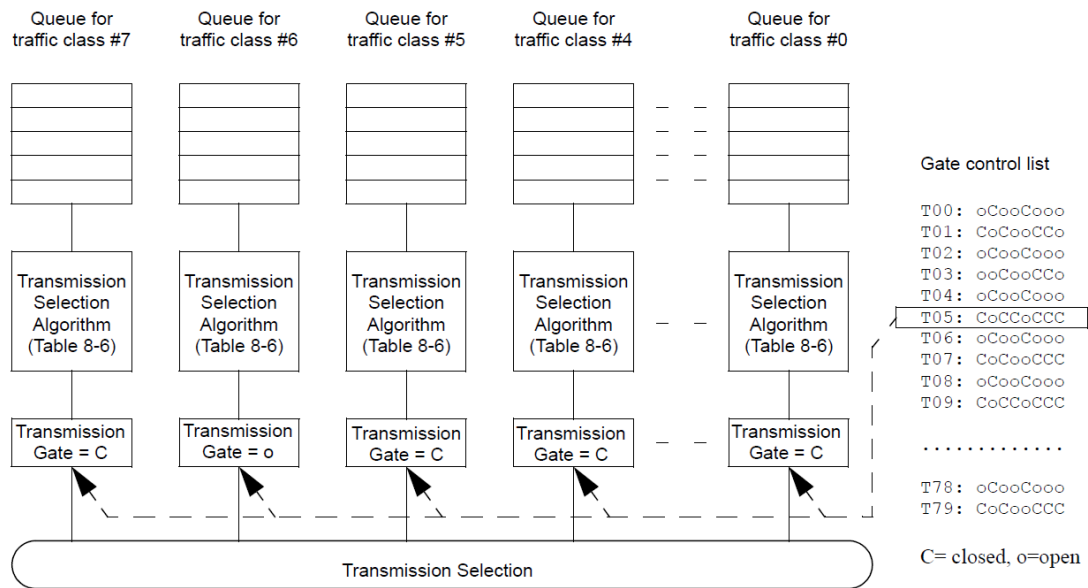 Queue for
traffic class #7
Queue for
traffic class #6
Queue for
traffic class #5
Queue for
traffic class #4
Queue for
traffic class #0
Transmission
Selection
Algorithm
(Table 8-6)
Transmission
Selection
Algorithm
(Table 8-6)
Transmission
Selection
Algorithm
(Table 8-6)
Transmission
Selection
Algorithm
(Table 8-6)
Transmission
Selection
Algorithm
(Table 8-6)
Transmission
Gate = C
Transmission
Gate = o
Transmission
Gate = C
Transmission
Gate = C
Transmission
Gate = C
Transmission Selection
Gate control list
T00: oCooCooo
T01: CoCooCCo
T02: oCooCooo
T03: ooCooCCo
T04: oCooCooo
T05: CoCCoCCC
T06: oCooCooo
T07: CoCooCCC
T08: oCooCooo
T09: CoCCoCCC
.............
T78: oCooCooo
T79: CoCooCCC
C= closed, o=open